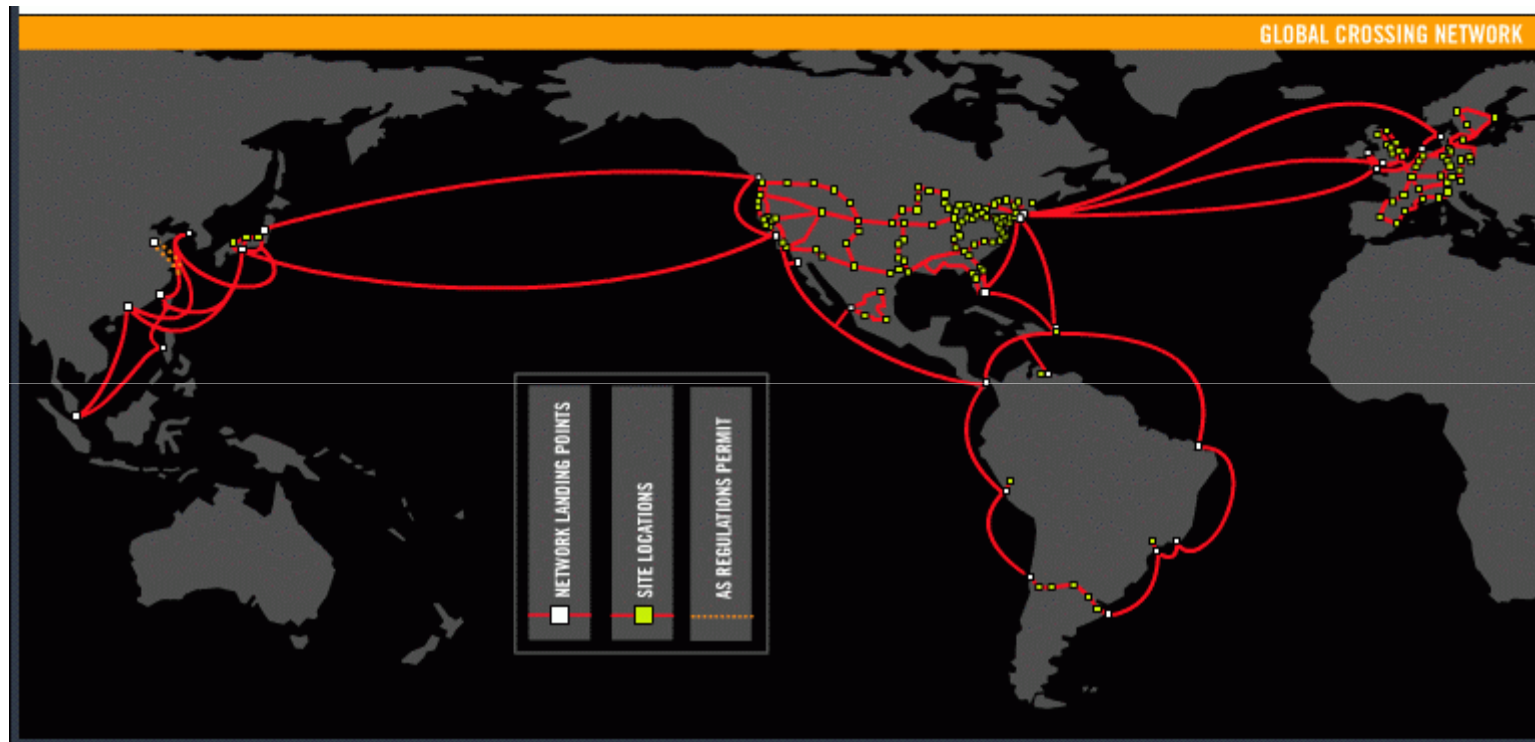 GLOBAL CROSSING NETWORK
NETWORK LANDING POINTS
SITE LOCATIONS
AS REGULATIONS PERMIT